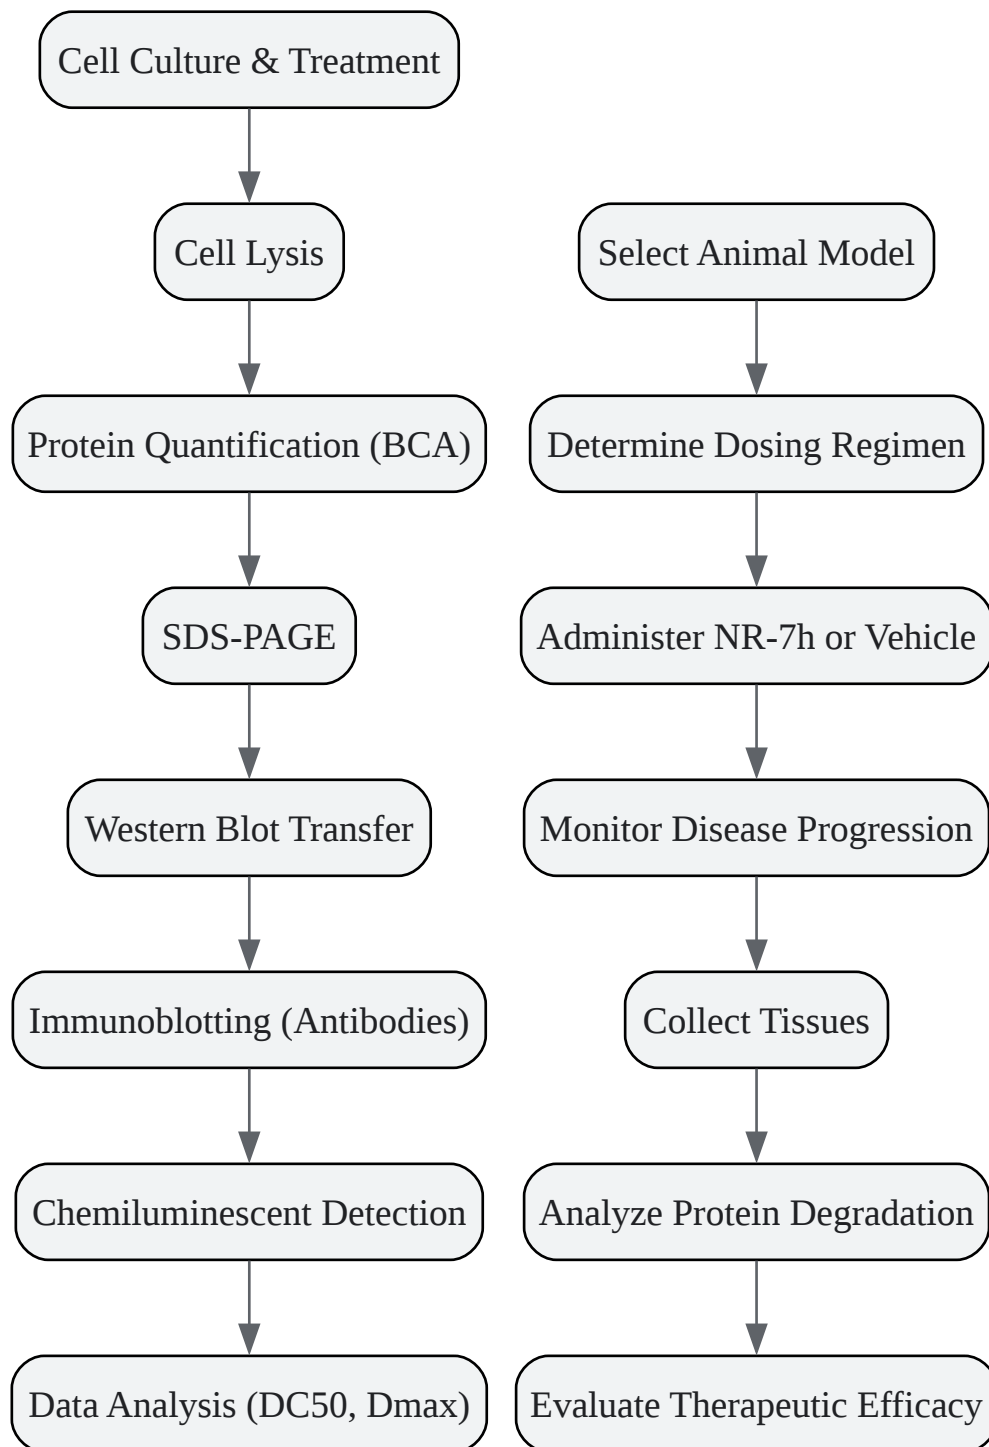 Cell Culture & Treatment
Cell Lysis
Protein Quantification (BCA)
SDS-PAGE
Western Blot Transfer
Immunoblotting (Antibodies)
Chemiluminescent Detection
Data Analysis (DC50, Dmax)
Select Animal Model
Determine Dosing Regimen
Administer NR-7h or Vehicle
Monitor Disease Progression
Collect Tissues
Analyze Protein Degradation
Evaluate Therapeutic Efficacy